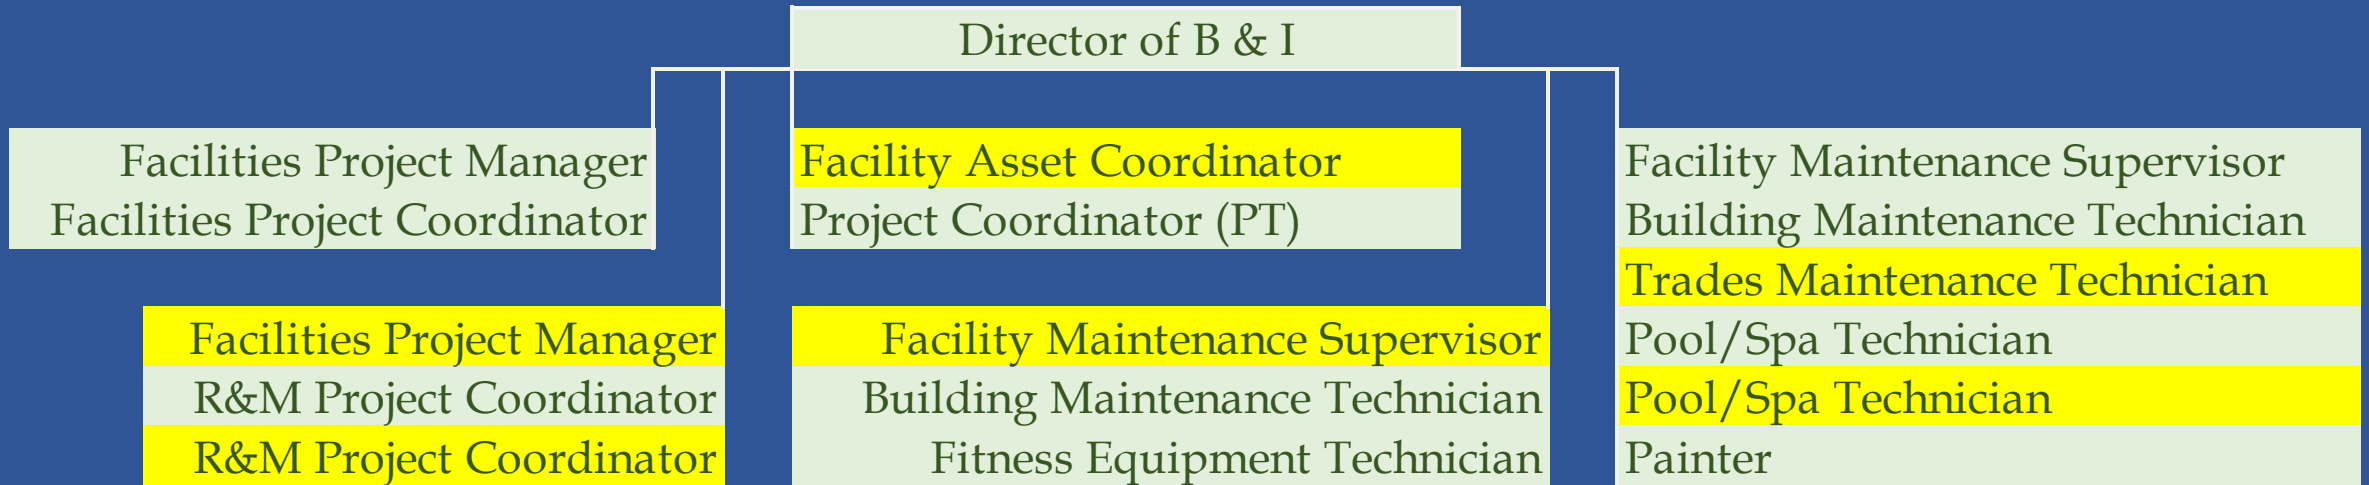 Director of B & I
Facilities Project Manager
Facilities Project Coordinator
Facility Asset Coordinator
Project Coordinator (PT)
Facilities Project Manager
R&M Project Coordinator
R&M Project Coordinator
Facility Maintenance Supervisor
Building Maintenance Technician
Fitness Equipment Technician
Facility Maintenance Supervisor
Building Maintenance Technician
Trades Maintenance Technician
Pool/Spa Technician
Pool/Spa Technician
Painter